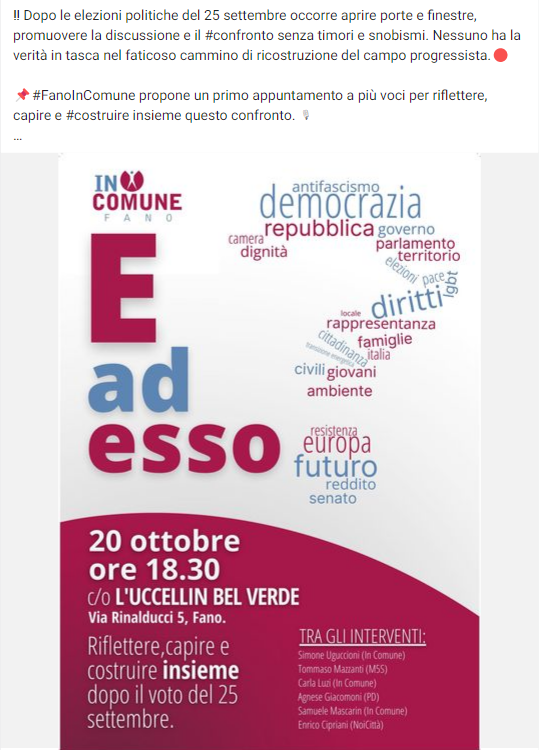 !! Dopo le elezioni politiche del 25 settembre occorre aprire porte e finestre,
promuovere la discussione e il #confronto senza timori e snobismi. Nessuno ha la
verità in tasca nel faticoso cammino di ricostruzione del campo progressista.
#FanoInComune propone un primo appuntamento a più voci per riflettere,
capire e #costruire insieme questo confronto.
...
IN
COMUNE
FANO
E
ad
esso
antifascismo
democrazia
repubblica governo
camera parlamento
dignità territorio
elezioni pace lgbt
diritti
locale
rappresentanza
cittadinanza famiglie
transizione energetica italia
civili giovani
ambiente
resistenza
europa
futuro
reddito
senato
20 ottobre
ore 18.30
c/o L'UCCELLIN BEL VERDE
Via Rinalducci 5, Fano.
Riflettere,capire e
costruire insieme
dopo il voto del 25
settembre.
TRA GLI INTERVENTI:
Simone Uguccioni (In Comune)
Tommaso Mazzanti (M5S)
Carla Luzi (In Comune)
Agnese Giacomoni (PD)
Samuele Mascarin (In Comune)
Enrico Cipriani (NoiCittà)